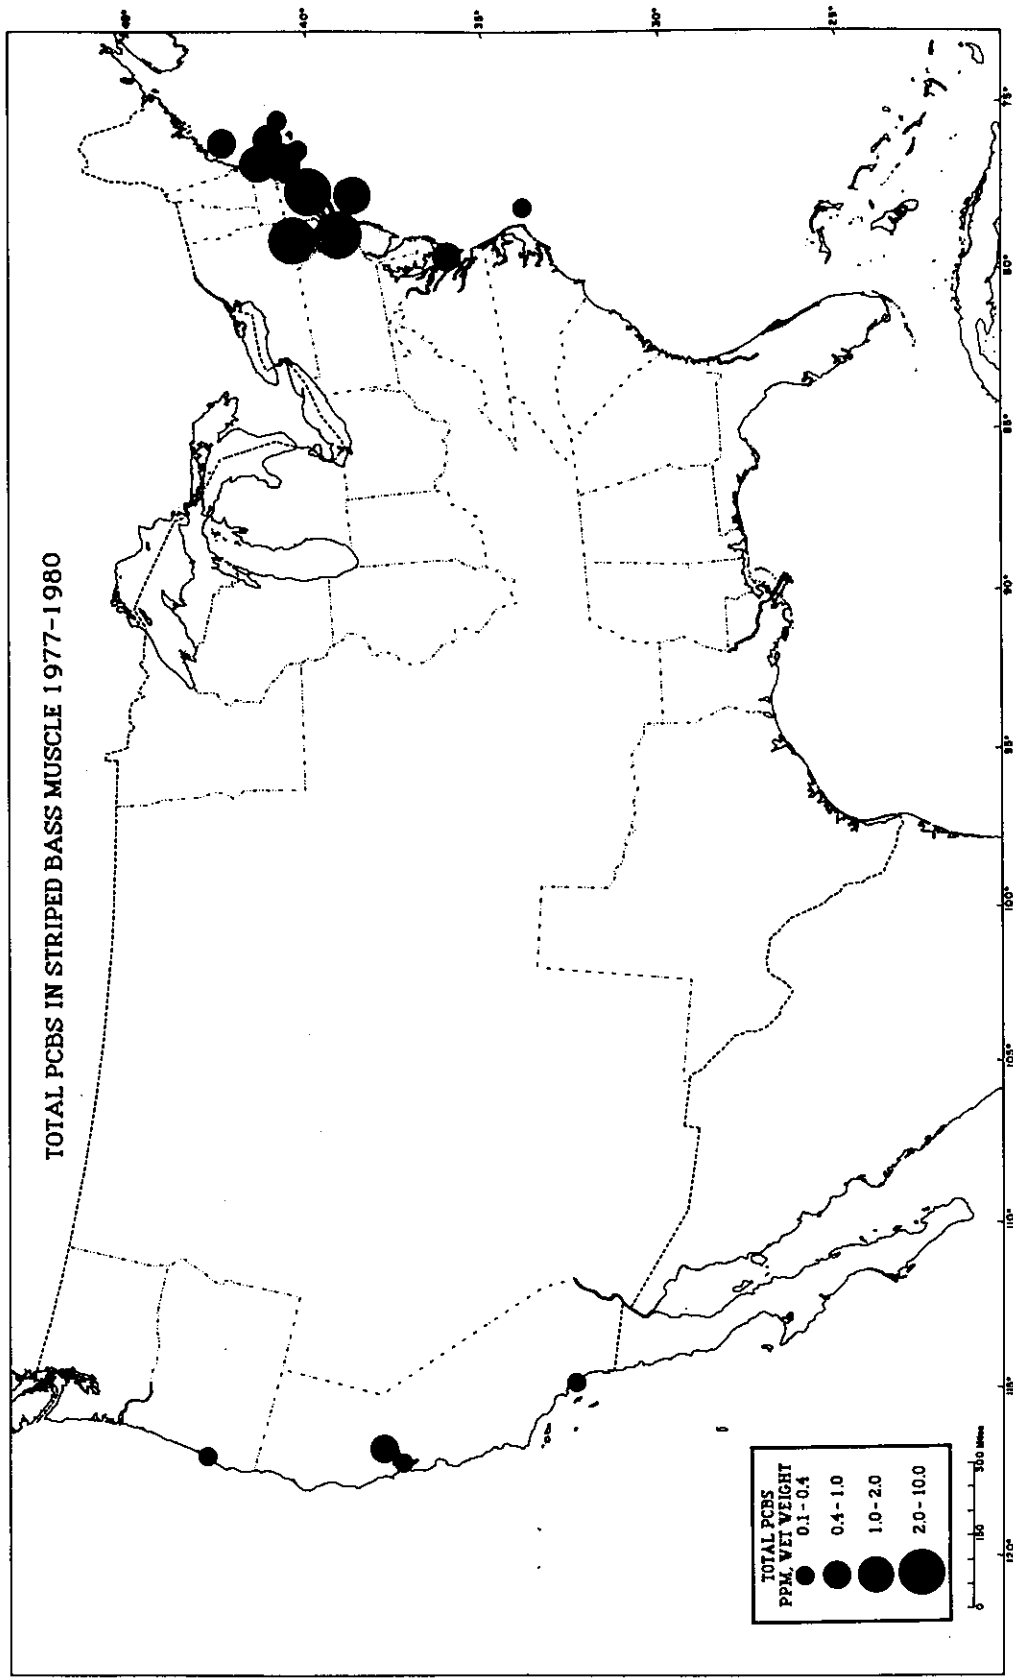 TOTAL PCBS IN STRIPED BASS MUSCLE 1977-1980
40°
35°
30°
25°
TOTAL PCBS
PPM, WET WEIGHT
0.1 - 0.4
0.4 - 1.0
1.0 - 2.0
2.0 - 10.0
0 150 300 Miles
120°
115°
110°
105°
100°
95°
90°
85°
80°
75°